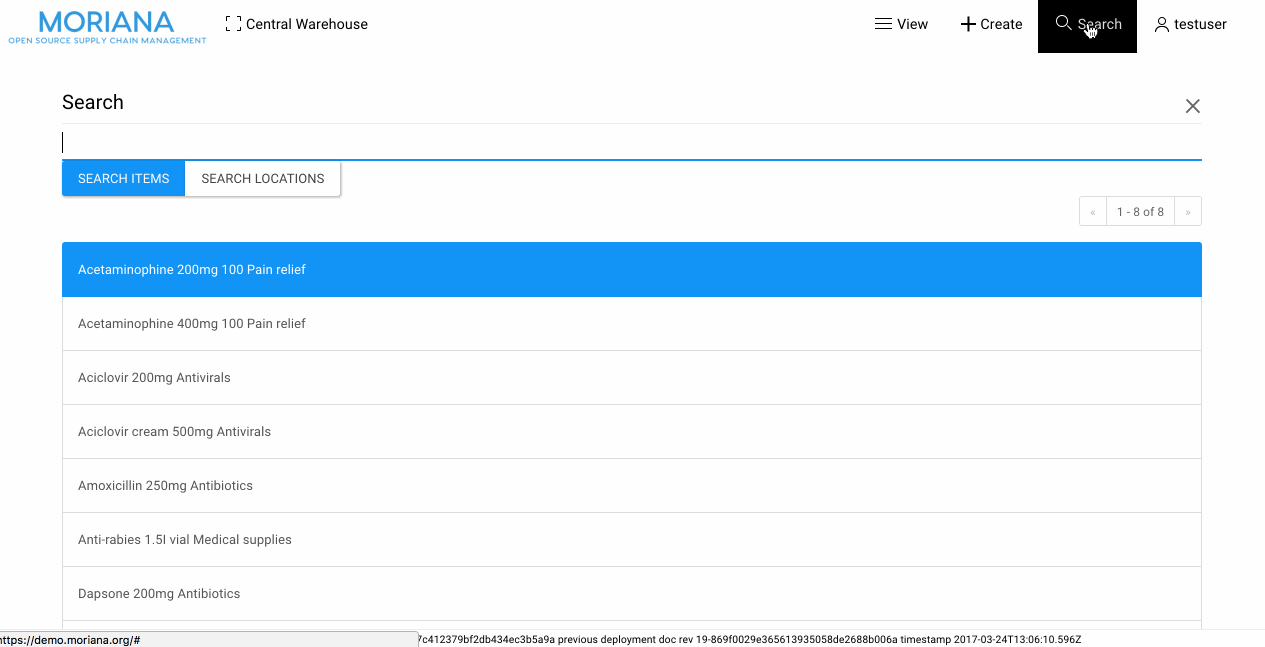 MORIANA
OPEN SOURCE SUPPLY CHAIN MANAGEMENT
Central Warehouse
View
Create
Search
testuser
Search
SEARCH ITEMS
SEARCH LOCATIONS
« 1 - 8 of 8 »
Acetaminophine 200mg 100 Pain relief
Acetaminophine 400mg 100 Pain relief
Aciclovir 200mg Antivirals
Aciclovir cream 500mg Antivirals
Amoxicillin 250mg Antibiotics
Anti-rabies 1.5l vial Medical supplies
Dapsone 200mg Antibiotics
https://demo.moriana.org/#
7c412379bf2db434ec3b5a9a previous deployment doc rev 19-869f0029e365613935058de2688b006a timestamp 2017-03-24T13:06:10.596Z